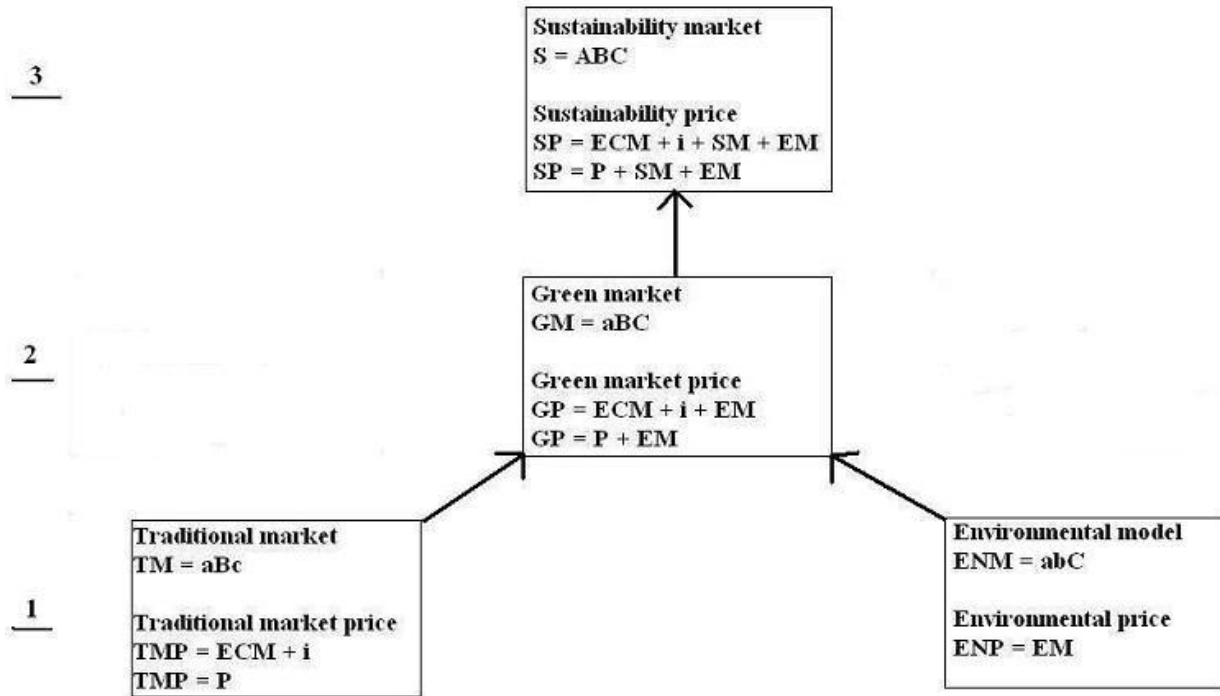 3
Sustainability market
S = ABC
Sustainability price
SP = ECM + i + SM + EM
SP = P + SM + EM
2
Green market
GM = aBC
Green market price
GP = ECM + i + EM
GP = P + EM
1
Traditional market
TM = aBc
Traditional market price
TMP = ECM + i
TMP = P
Environmental model
ENM = abC
Environmental price
ENP = EM